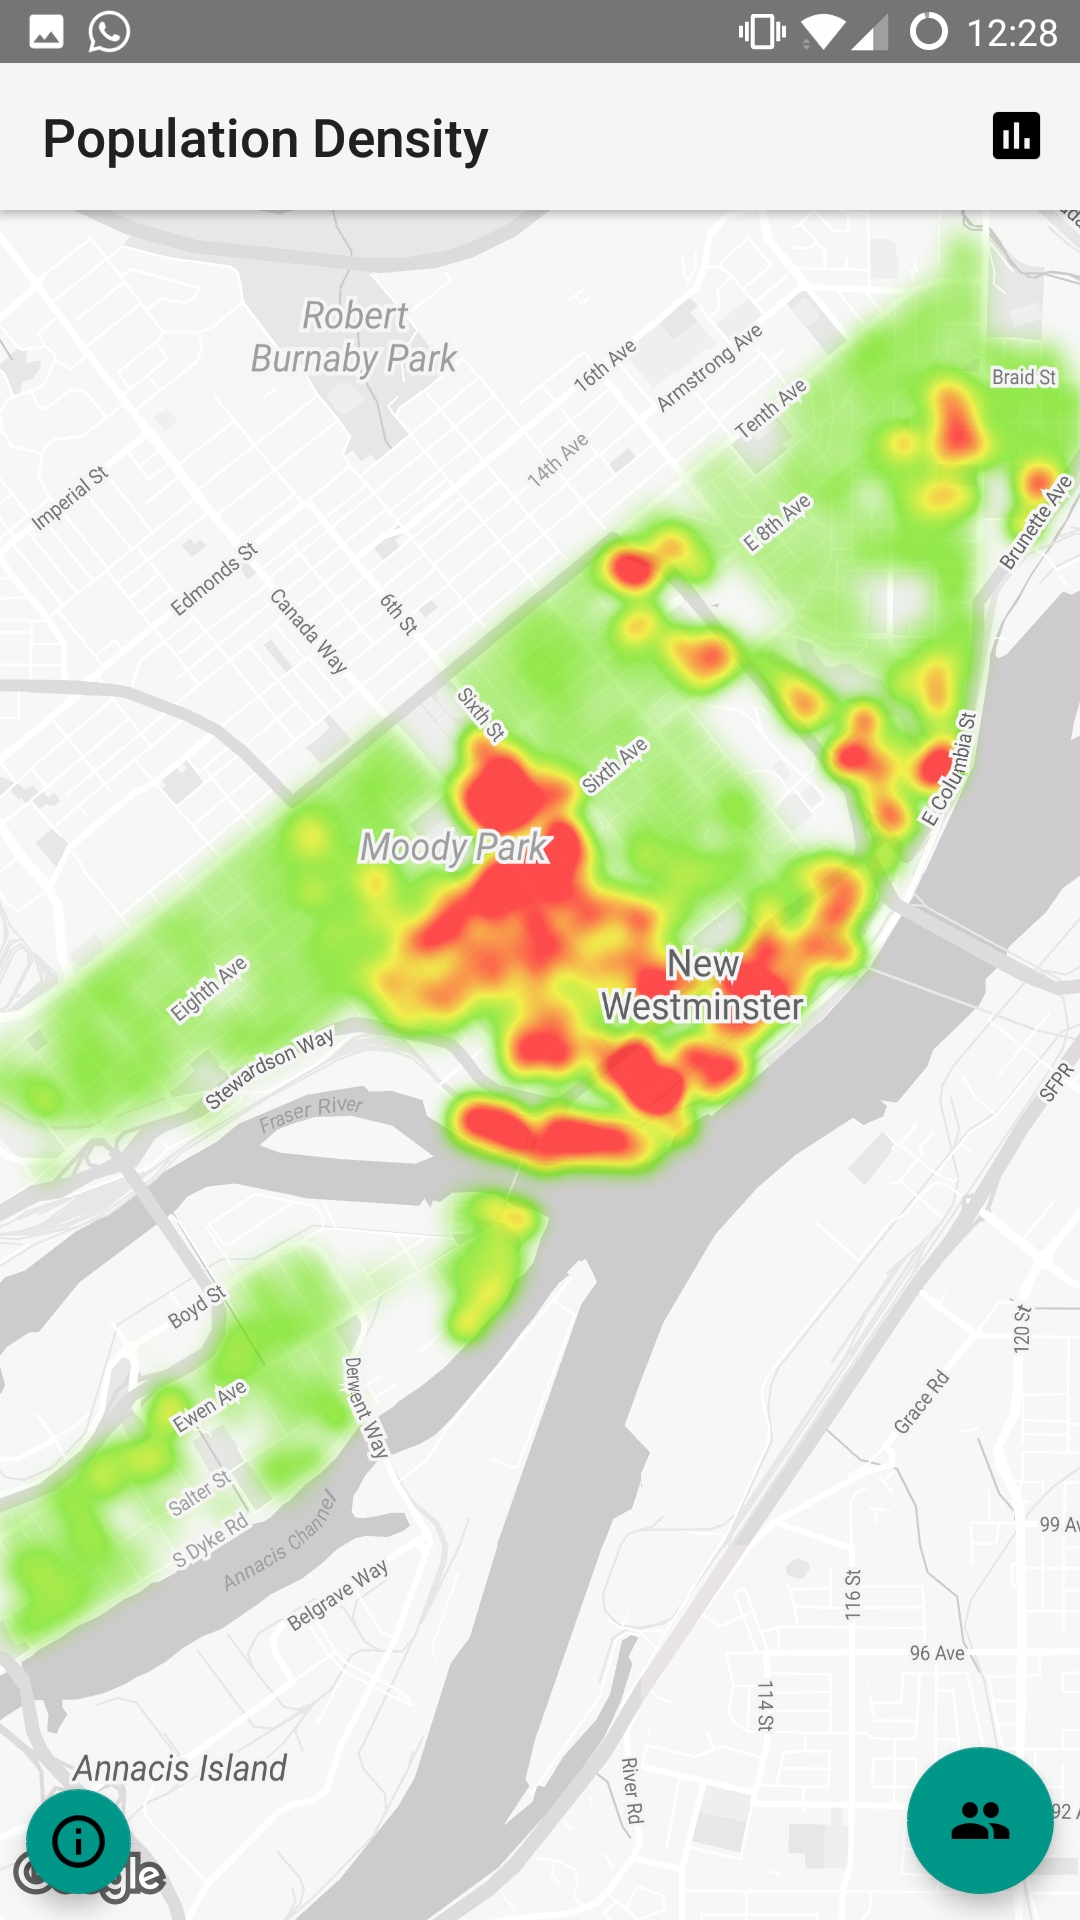 12:28
Population Density
Robert
Burnaby Park
16th Ave
Armstrong Ave
Braid St
Tenth Ave
14th Ave
Imperial St
E 8th Ave
Brunette Ave
Edmonds St
Canada Way
6th St
Sixth St
Sixth Ave
E Columbia St
Moody Park
New
Westminster
Eighth Ave
Stewardson Way
SFPR
Fraser River
Boyd St
120 St
Derwent Way
Ewen Ave
Grace Rd
Salter St
S Dyke Rd
Annacis Channel
99 Av
Belgrave Way
116 St
96 Ave
114 St
Annacis Island
River Rd
92 A